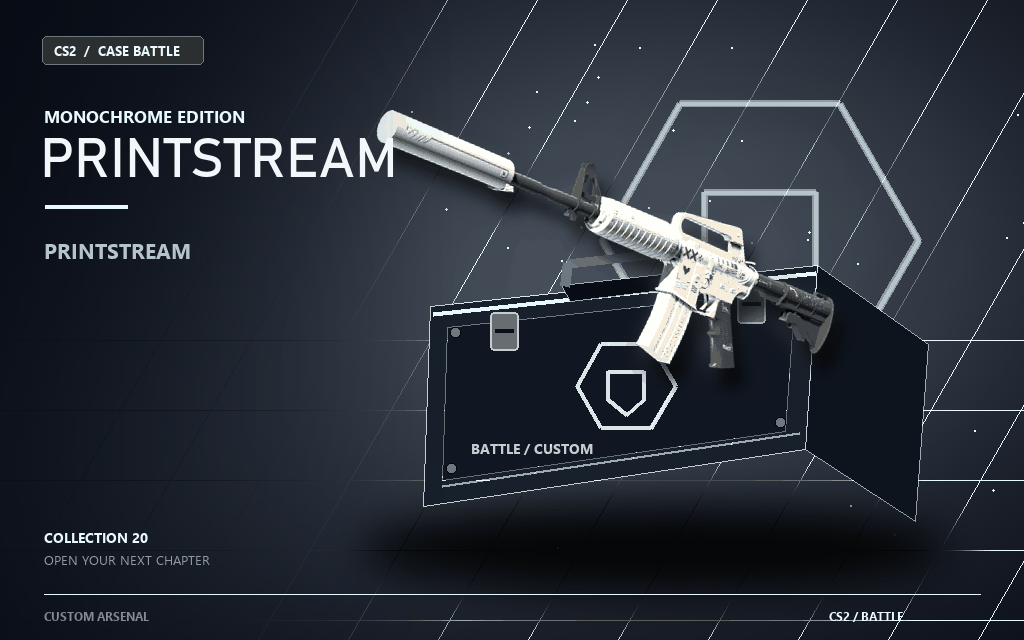 CS2 / CASE BATTLE
MONOCHROME EDITION
PRINTSTREAM
PRINTSTREAM
BATTLE / CUSTOM
COLLECTION 20
OPEN YOUR NEXT CHAPTER
CUSTOM ARSENAL
CS2 / BATTLE